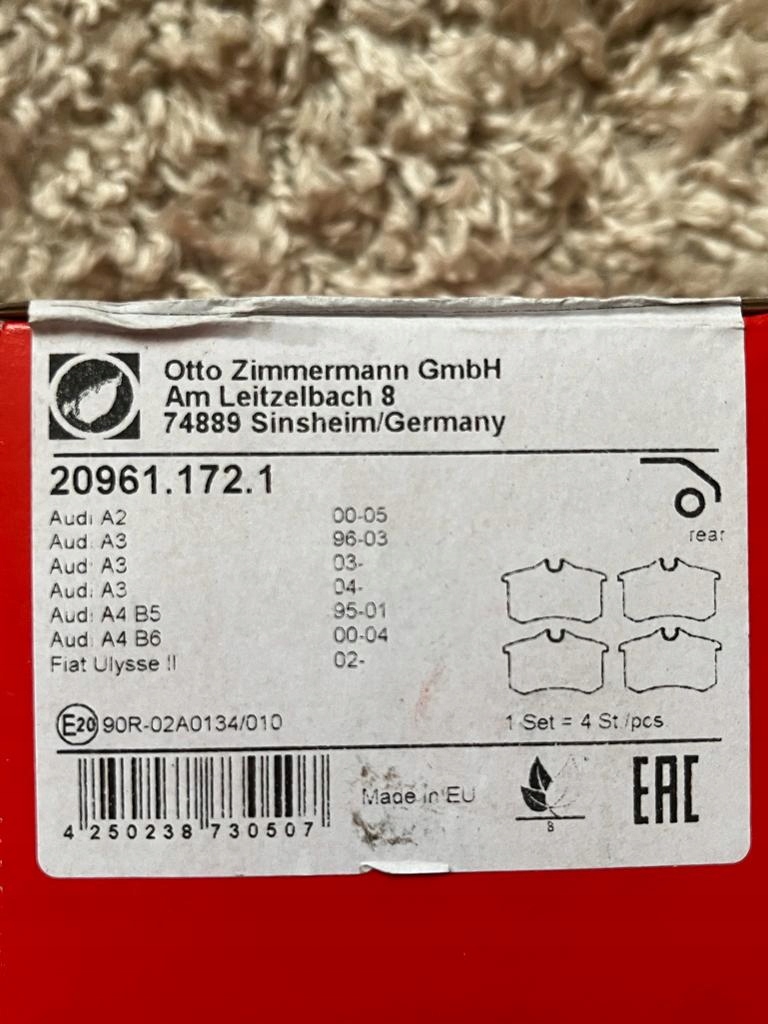 Otto Zimmermann GmbH
Am Leitzelbach 8
74889 Sinsheim/Germany
20961.172.1
rear
Audi A2 00-05
Audi A3 96-03
Audi A3 03-
Audi A3 04-
Audi A4 B5 95-01
Audi A4 B6 00-04
Fiat Ulysse II 02-
E20 90R-02A0134/010
1 Set = 4 St./pcs.
Made in EU
8
EAC
4 250238 730507